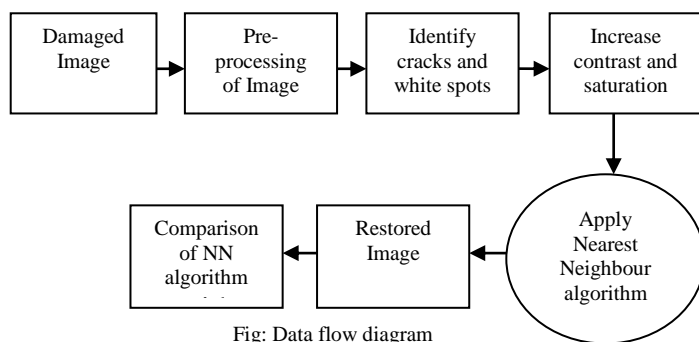 Damaged
Image
Pre-
processing
of Image
Identify
cracks and
white spots
Increase
contrast and
saturation
Apply
Nearest
Neighbour
algorithm
Restored
Image
Comparison
of NN
algorithm
Fig: Data flow diagram